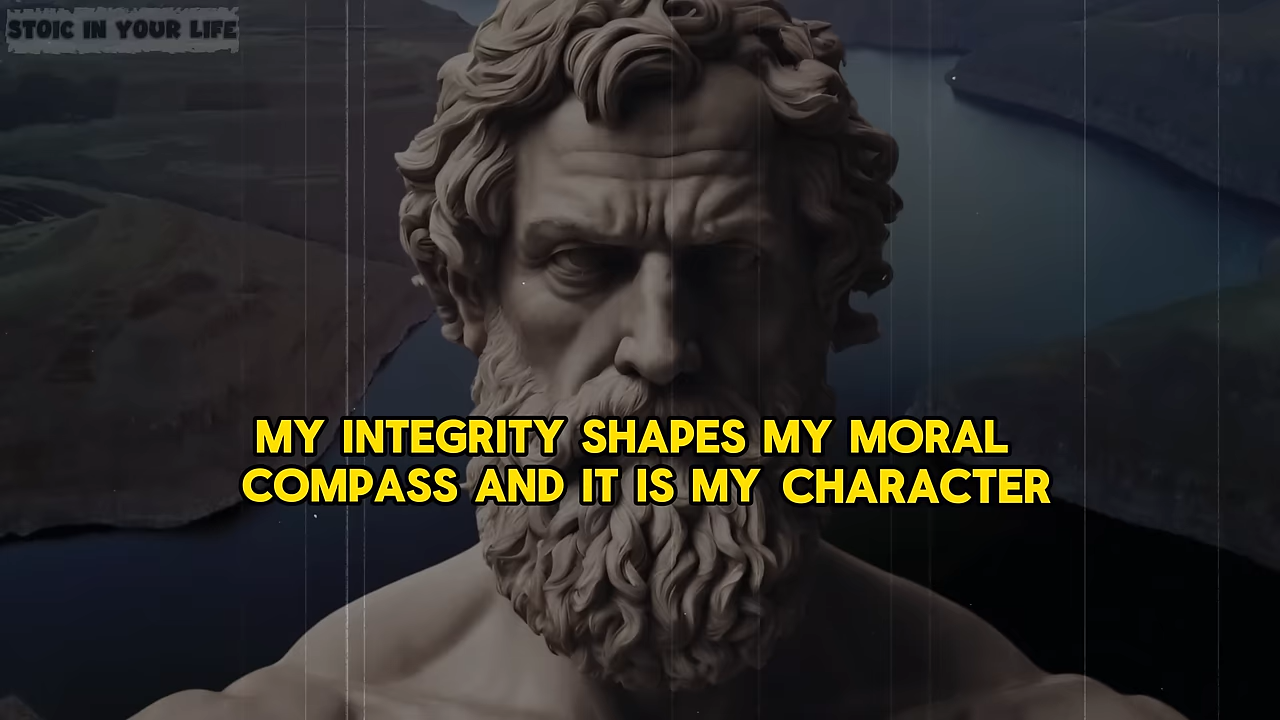 STOIC IN YOUR LIFE
MY INTEGRITY SHAPES MY MORAL
COMPASS AND IT IS MY CHARACTER